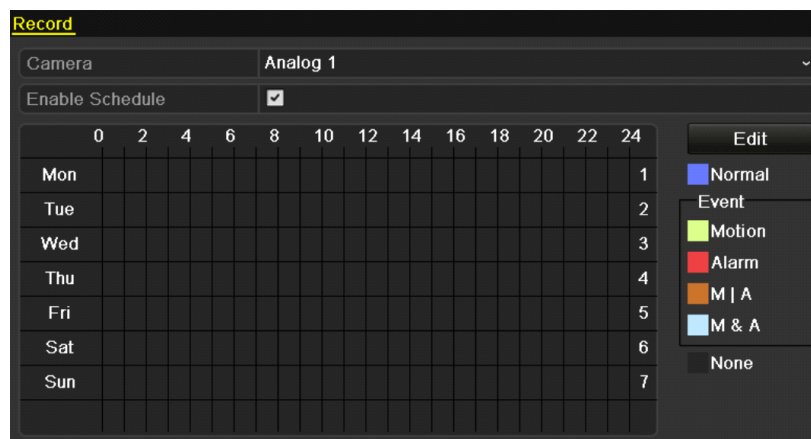 Record
Camera Analog 1
Enable Schedule
0 2 4 6 8 10 12 14 16 18 20 22 24
Edit
Mon 1
Normal
Tue 2
Event
Motion
Wed 3
Alarm
Thu 4
M | A
Fri 5
M & A
Sat 6
None
Sun 7